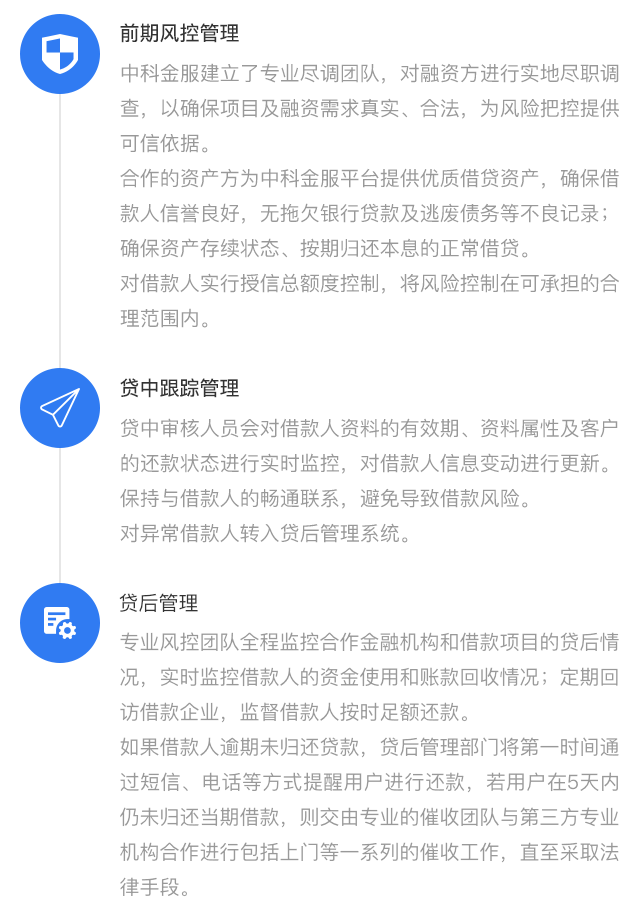 前期风控管理
中科金服建立了专业尽调团队，对融资方进行实地尽职调
查，以确保项目及融资需求真实、合法，为风险把控提供
可信依据。
合作的资产方为中科金服平台提供优质借贷资产，确保借
款人信誉良好，无拖欠银行贷款及逃废债务等不良记录；
确保资产存续状态、按期归还本息的正常借贷。
对借款人实行授信总额度控制，将风险控制在可承担的合
理范围内。
贷中跟踪管理
贷中审核人员会对借款人资料的有效期、资料属性及客户
的还款状态进行实时监控，对借款人信息变动进行更新。
保持与借款人的畅通联系，避免导致借款风险。
对异常借款人转入贷后管理系统。
贷后管理
专业风控团队全程监控合作金融机构和借款项目的贷后情
况，实时监控借款人的资金使用和账款回收情况；定期回
访借款企业，监督借款人按时足额还款。
如果借款人逾期未归还贷款，贷后管理部门将第一时间通
过短信、电话等方式提醒用户进行还款，若用户在5天内
仍未归还当期借款，则交由专业的催收团队与第三方专业
机构合作进行包括上门等一系列的催收工作，直至采取法
律手段。